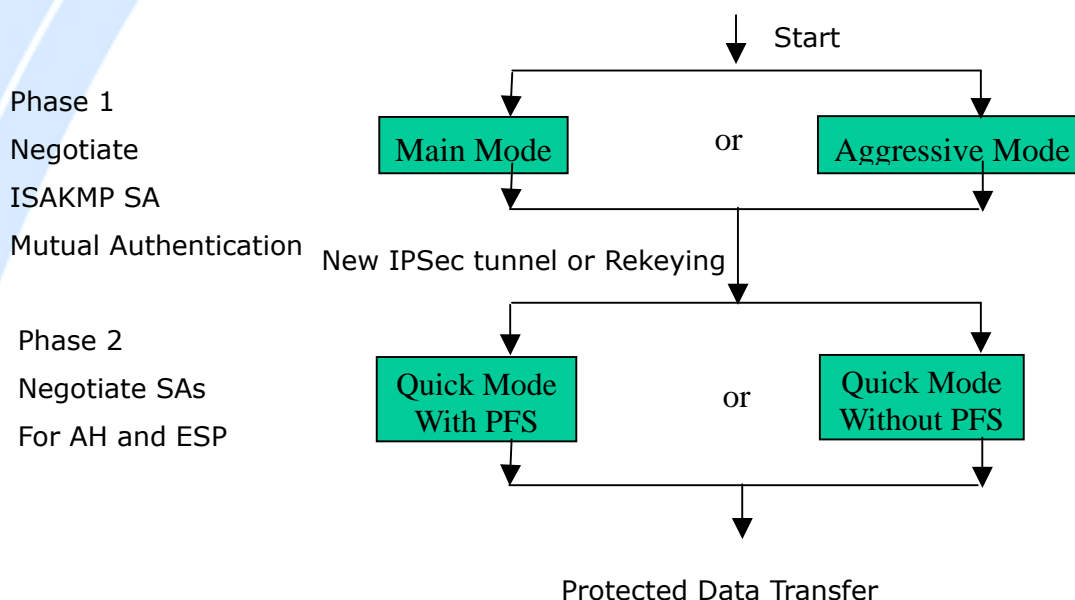 Start
Phase 1
Negotiate
ISAKMP SA
Mutual Authentication
Main Mode
or
Aggressive Mode
New IPSec tunnel or Rekeying
Phase 2
Negotiate SAs
For AH and ESP
Quick Mode
With PFS
or
Quick Mode
Without PFS
Protected Data Transfer